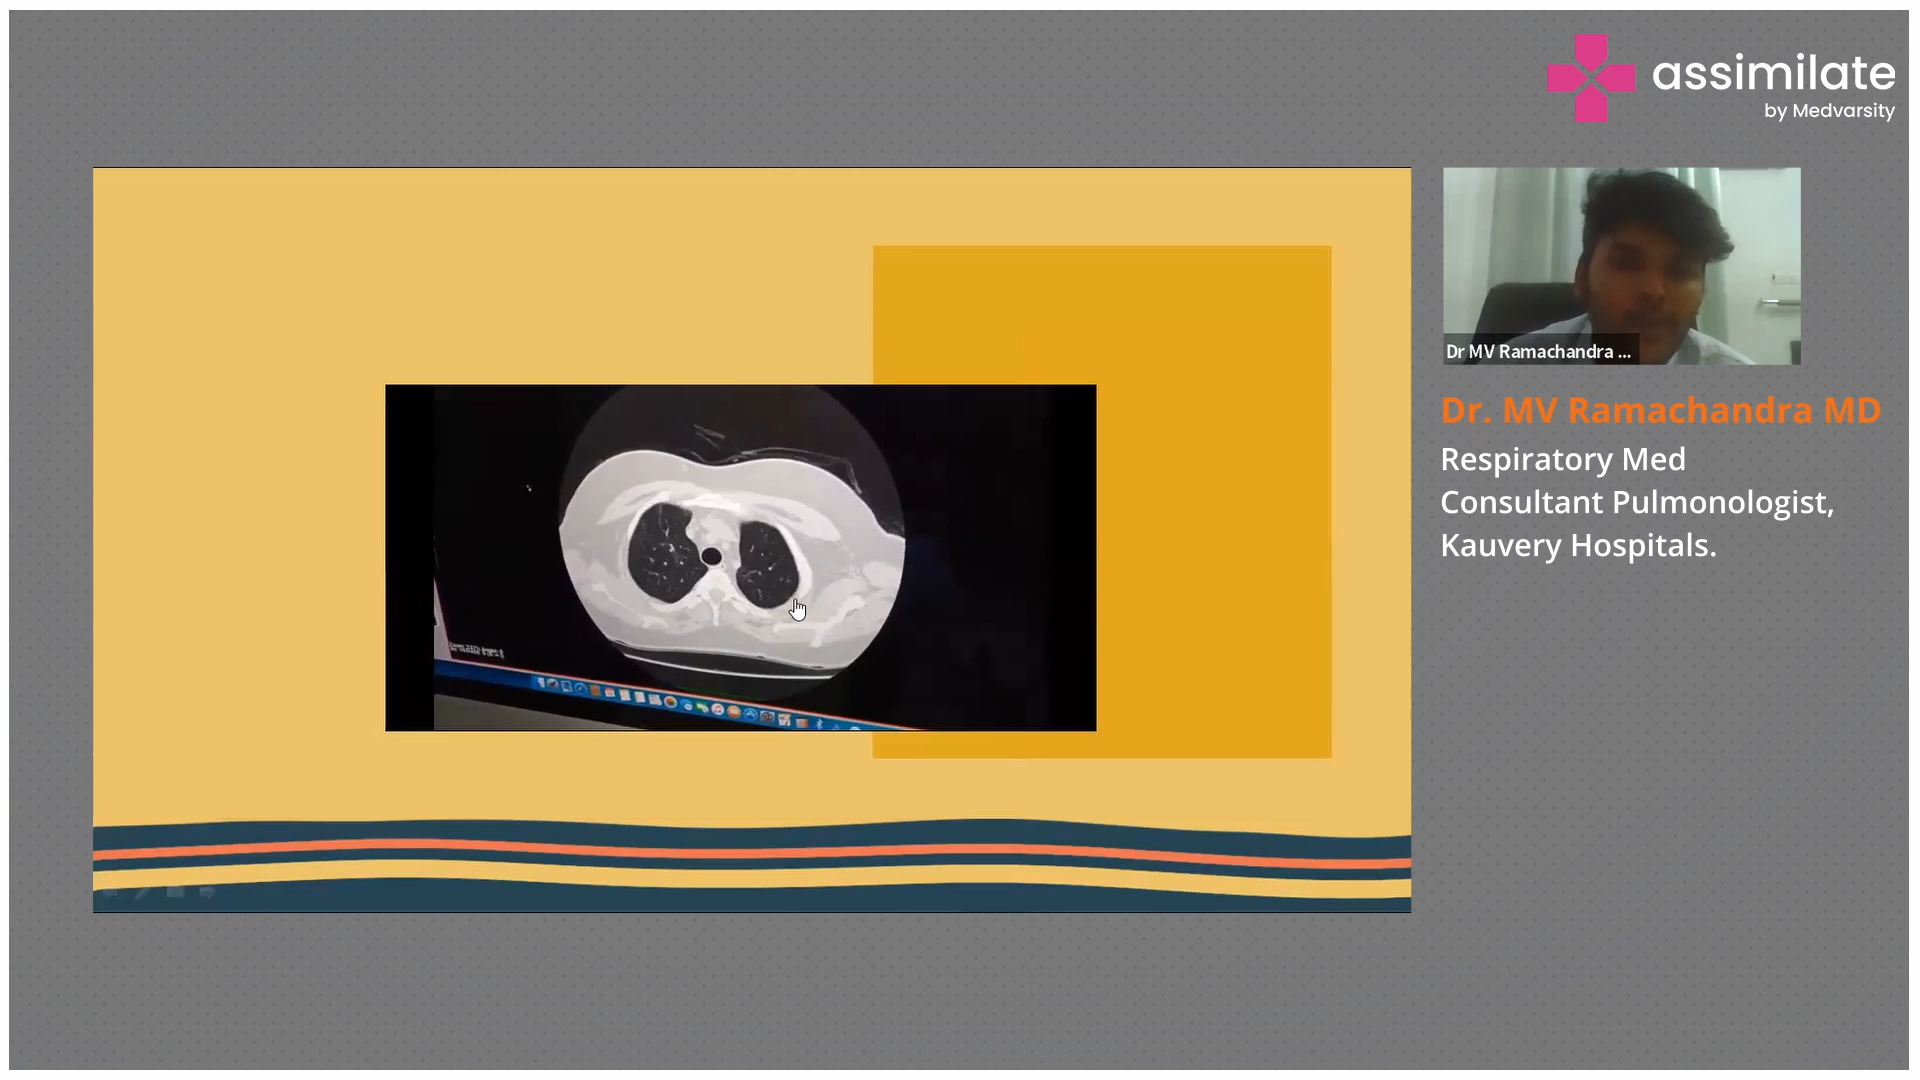 assimilate
by Medvarsity
Dr MV Ramachandra ...
Dr. MV Ramachandra MD
Respiratory Med
Consultant Pulmonologist,
Kauvery Hospitals.